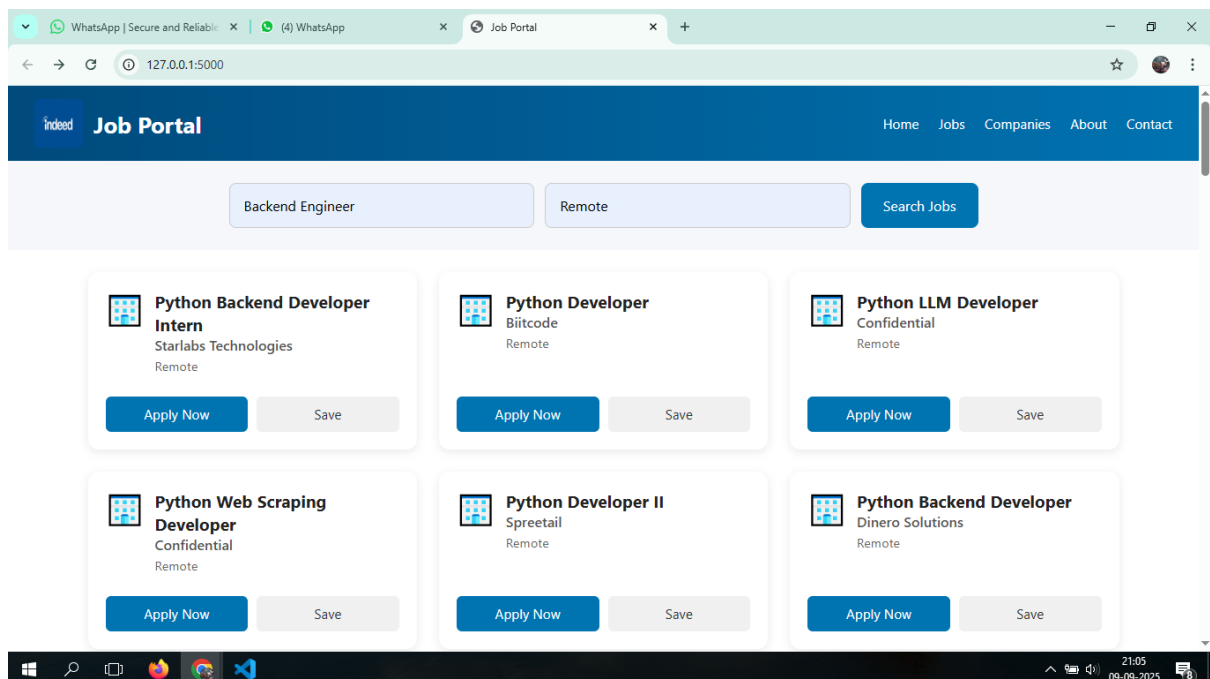 WhatsApp | Secure and Reliable
(4) WhatsApp
Job Portal
127.0.0.1:5000
indeed
Job Portal
Home Jobs Companies About Contact
Backend Engineer
Remote
Search Jobs
Python Backend Developer
Intern
Starlabs Technologies
Remote
Apply Now
Save
Python Developer
Biitcode
Remote
Apply Now
Save
Python LLM Developer
Confidential
Remote
Apply Now
Save
Python Web Scraping
Developer
Confidential
Remote
Apply Now
Save
Python Developer II
Spreetail
Remote
Apply Now
Save
Python Backend Developer
Dinero Solutions
Remote
Apply Now
Save
21:05
09-09-2025
8